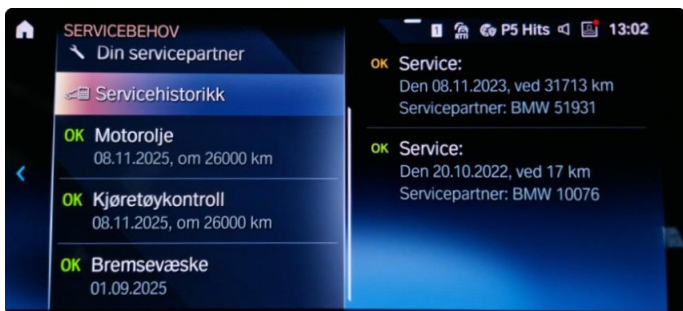 SERVICEBEHOV
Din servicepartner
Servicehistorikk
OK Motorolje
08.11.2025, om 26000 km
OK Kjøretøykontroll
08.11.2025, om 26000 km
OK Bremsevæske
01.09.2025
1 RTTI P5 Hits 13:02
OK Service:
Den 08.11.2023, ved 31713 km
Servicepartner: BMW 51931
OK Service:
Den 20.10.2022, ved 17 km
Servicepartner: BMW 10076